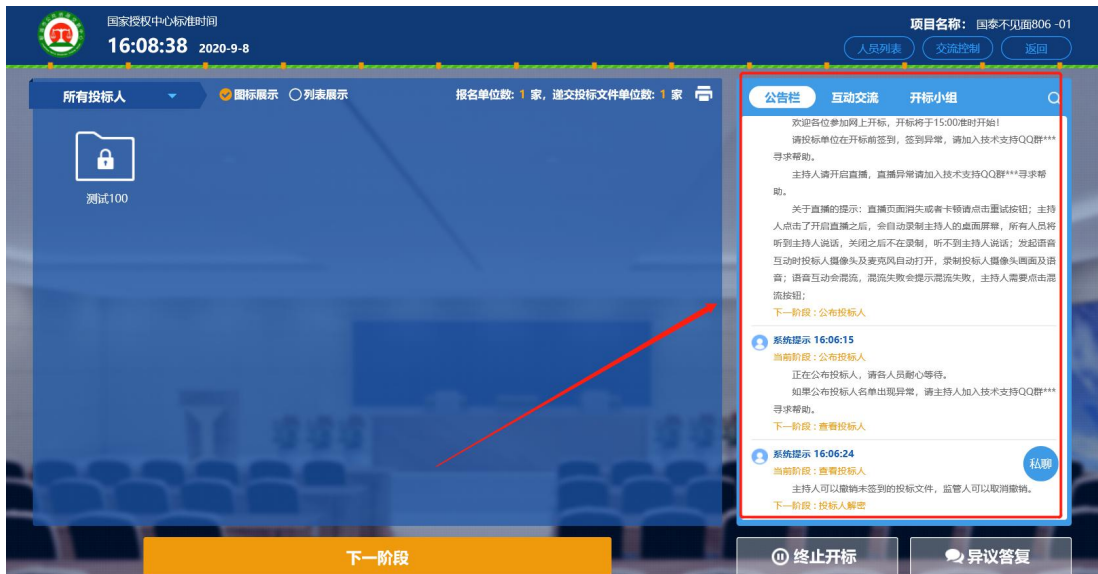 国家授权中心标准时间
16:08:38 2020-9-8
项目名称： 国泰不见面806 -01
人员列表 交流控制 返回
所有投标人 图标展示 列表展示 报名单位数: 1 家, 递交投标文件单位数: 1 家
测试100
公告栏 互动交流 开标小组
欢迎各位参加网上开标，开标将于15:00准时开始！
请投标单位在开标前签到，签到异常，请加入技术支持QQ群***
寻求帮助。
主持人请开启直播，直播异常请加入技术支持QQ群***寻求帮
助。
关于直播的提示：直播页面消失或者卡顿请点击重试按钮；主持
人点击了开启直播之后，会自动录制主持人的桌面屏幕，所有人员将
听到主持人说话，关闭之后不在录制，听不到主持人说话；发起语音
互动时投标人摄像头及麦克风自动打开，录制投标人摄像头画面及语
音；语音互动会混流，混流失败会提示混流失败，主持人需要点击混
流按钮；
下一阶段 : 公布投标人
系统提示 16:06:15
当前阶段 : 公布投标人
正在公布投标人，请各人员耐心等待。
如果公布投标人名单出现异常，请主持人加入技术支持QQ群***
寻求帮助。
下一阶段 : 查看投标人
系统提示 16:06:24
当前阶段 : 查看投标人
主持人可以撤销未签到的投标文件，监管人可以取消撤销。
下一阶段 : 投标人解密
私聊
下一阶段
终止开标
异议答复